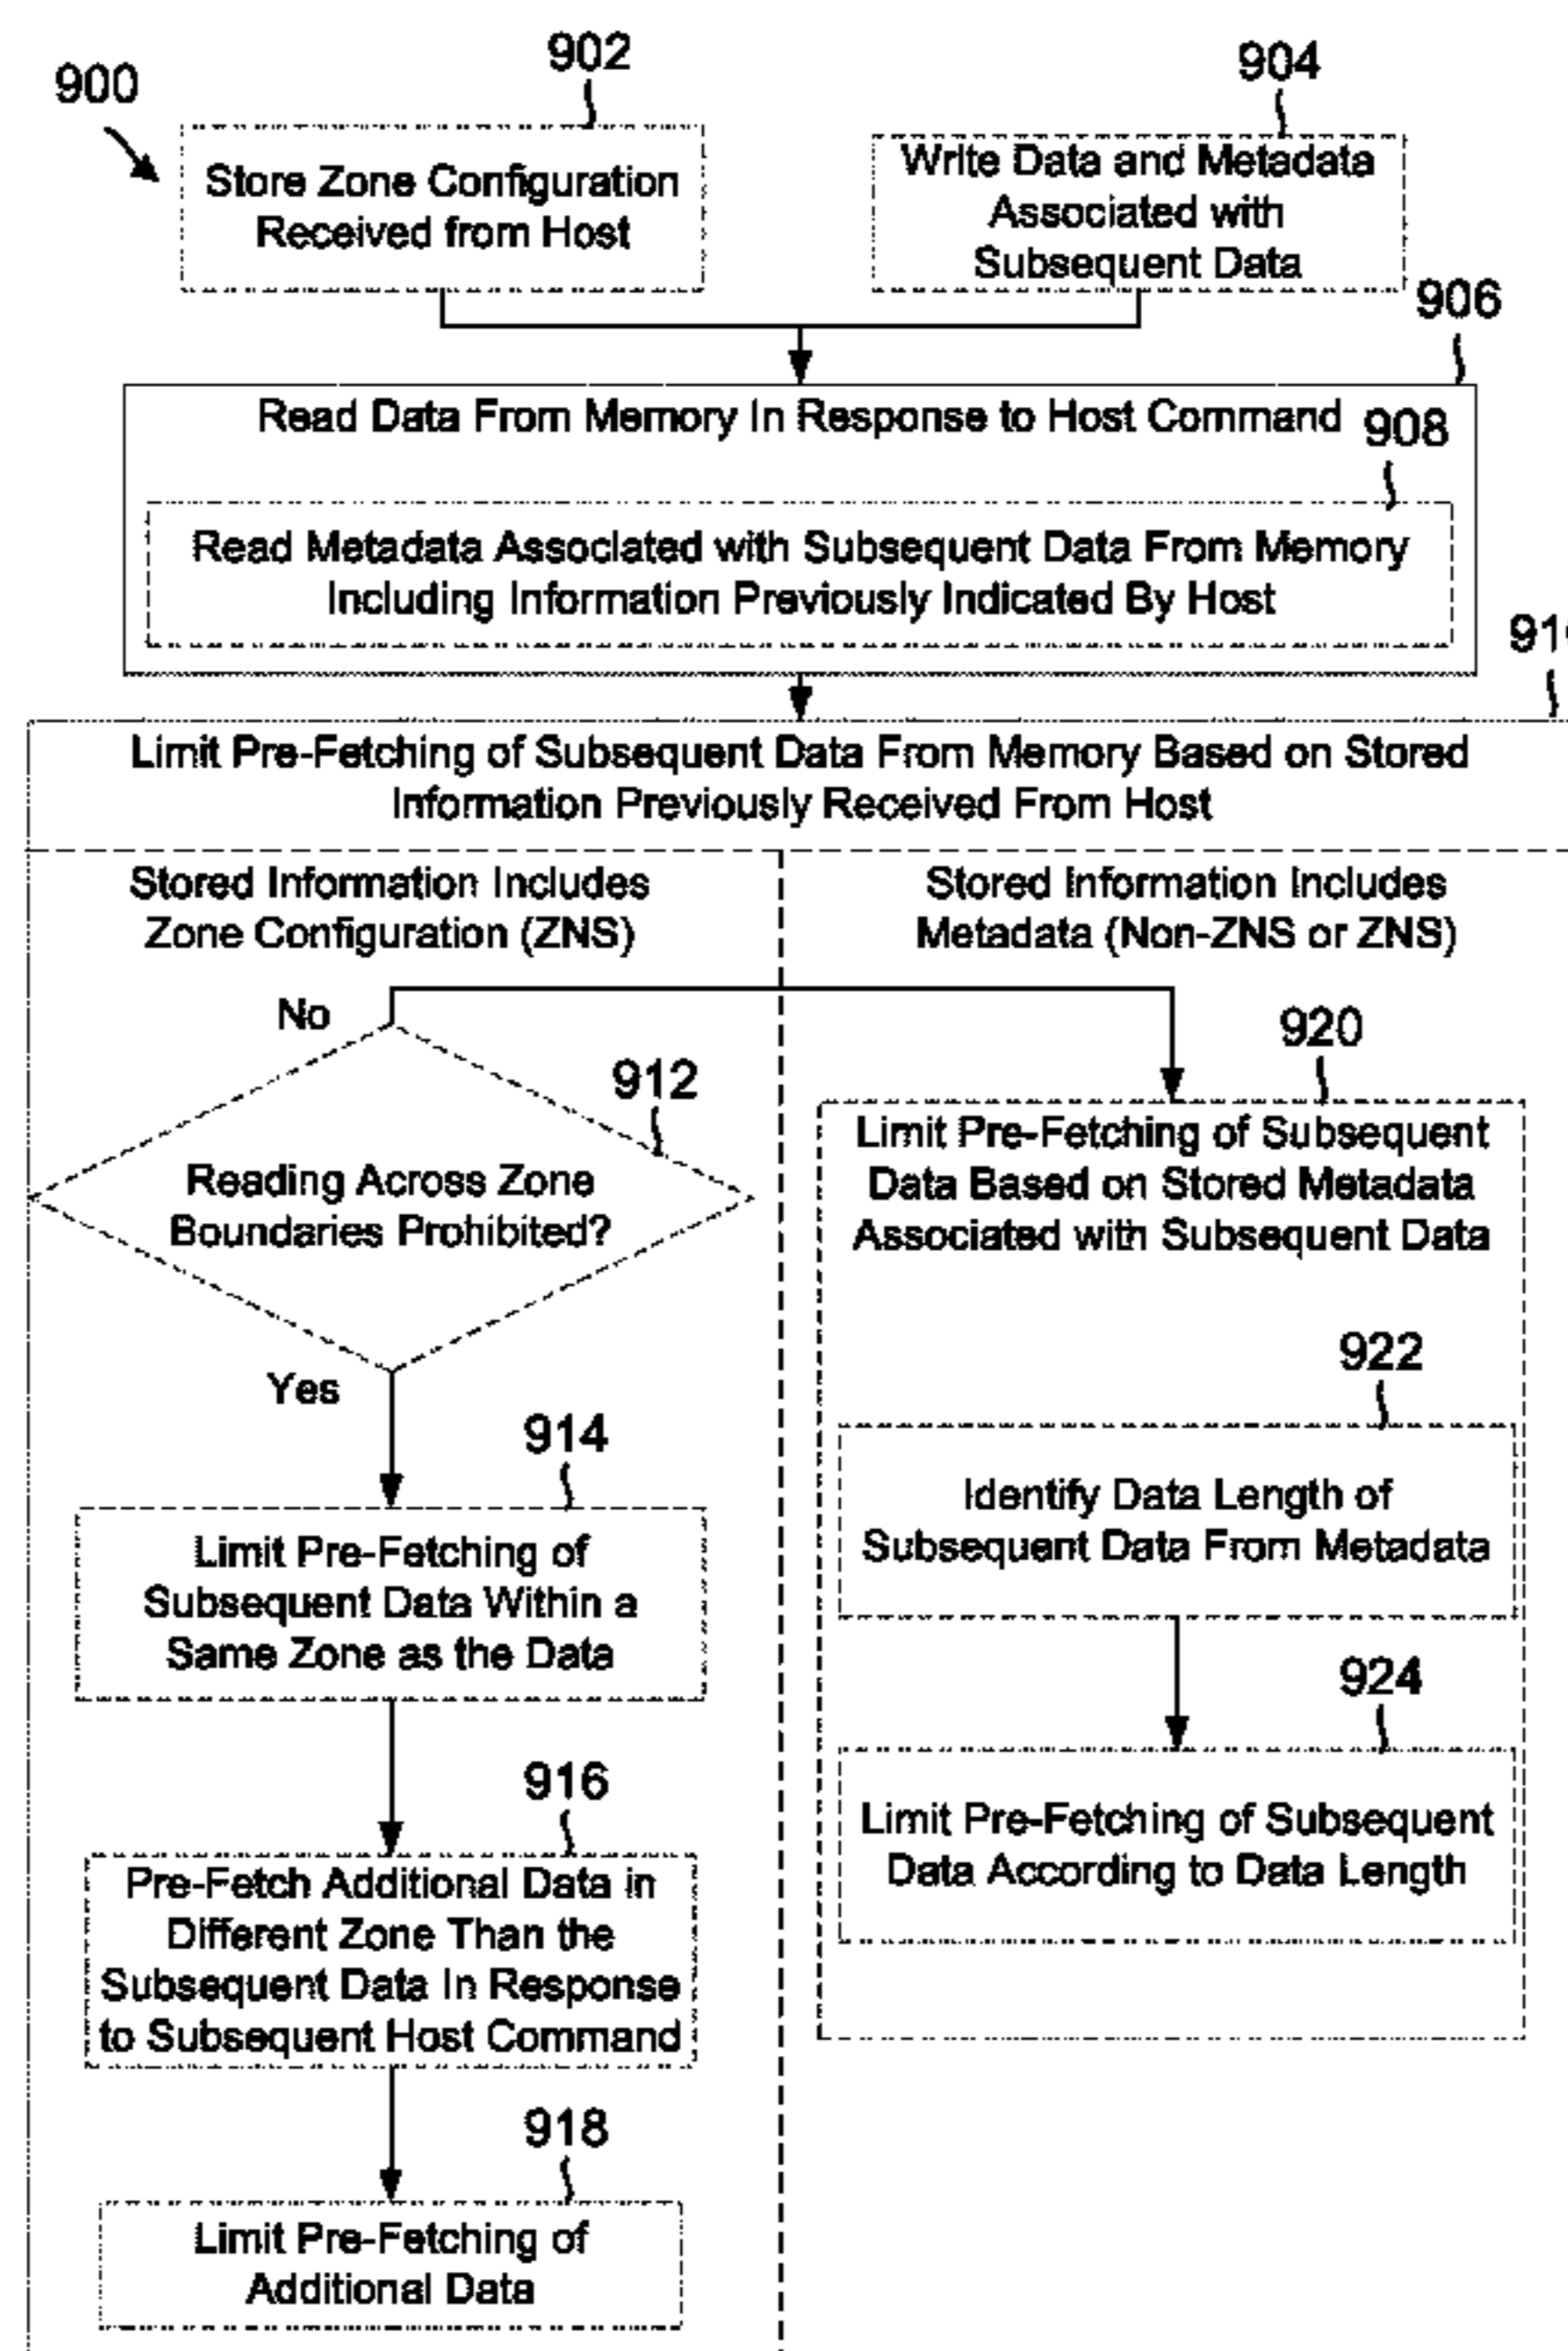 900
902
904
Store Zone Configuration
Received from Host
Write Data and Metadata
Associated with
Subsequent Data
906
Read Data From Memory In Response to Host Command
908
Read Metadata Associated with Subsequent Data From Memory
Including Information Previously Indicated By Host
Limit Pre-Fetching of Subsequent Data From Memory Based on Stored
Information Previously Received From Host
Stored Information Includes
Zone Configuration (ZNS)
Stored Information Includes
Metadata (Non-ZNS or ZNS)
No
912
Reading Across Zone
Boundaries Prohibited?
Yes
914
Limit Pre-Fetching of
Subsequent Data Within a
Same Zone as the Data
916
Pre-Fetch Additional Data in
Different Zone Than the
Subsequent Data In Response
to Subsequent Host Command
918
Limit Pre-Fetching of
Additional Data
920
Limit Pre-Fetching of Subsequent
Data Based on Stored Metadata
Associated with Subsequent Data
922
Identify Data Length of
Subsequent Data From Metadata
924
Limit Pre-Fetching of Subsequent
Data According to Data Length